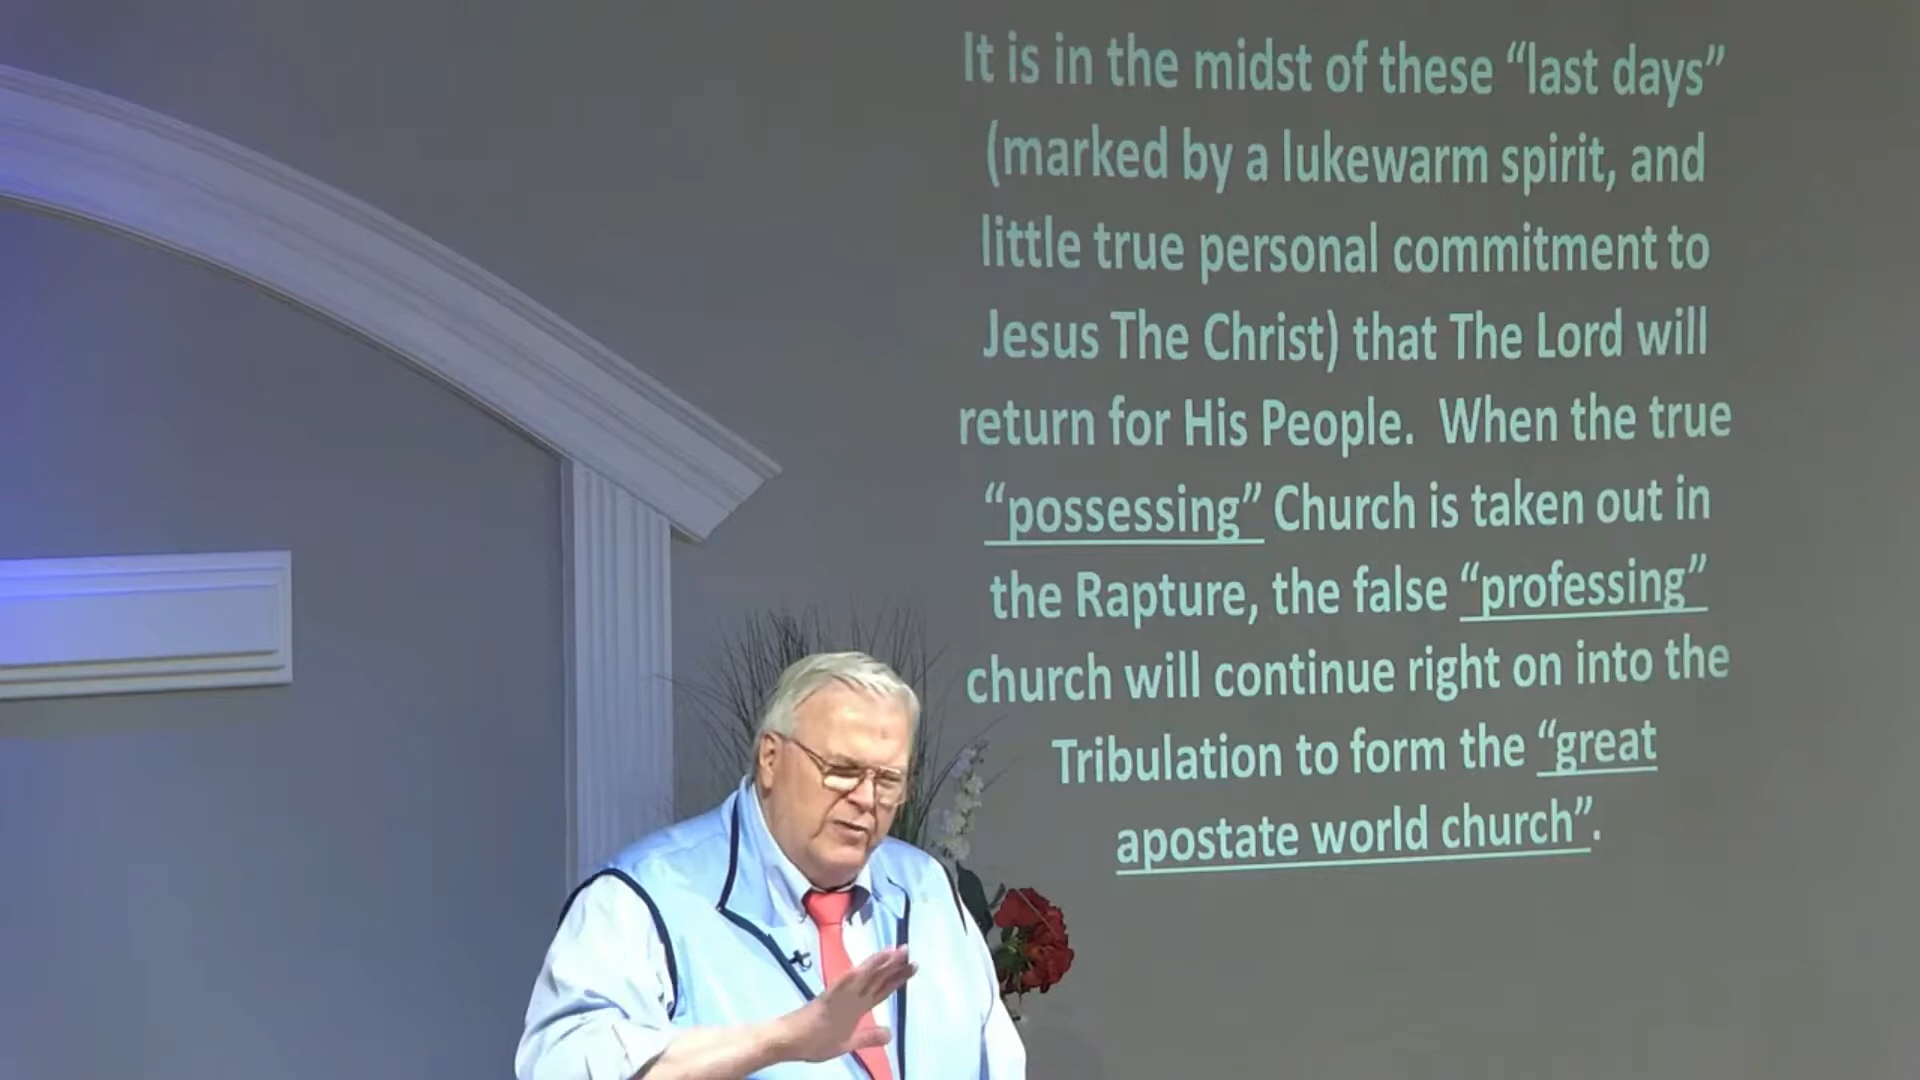 It is in the midst of these “last days”
(marked by a lukewarm spirit, and
little true personal commitment to
Jesus The Christ) that The Lord will
return for His People. When the true
“possessing” Church is taken out in
the Rapture, the false “professing”
church will continue right on into the
Tribulation to form the “great
apostate world church”.